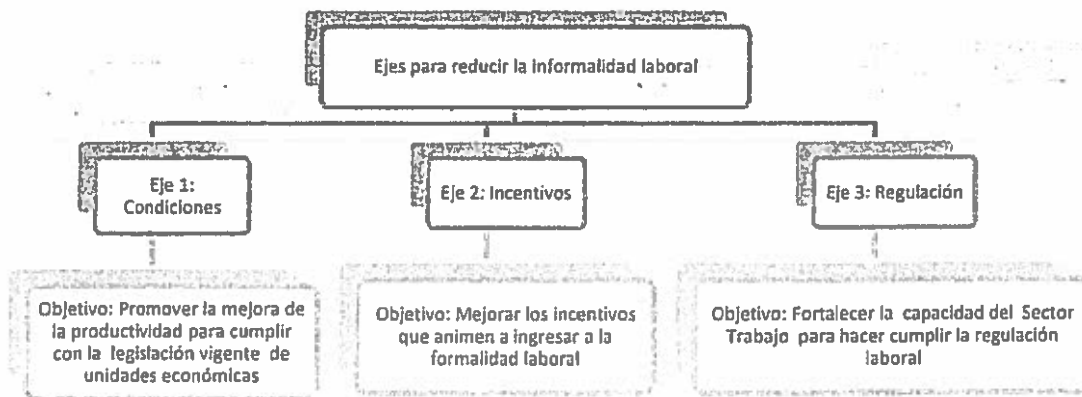 Ejes para reducir la informalidad laboral
Eje 1:
Condiciones
Eje 2: Incentivos
Eje 3: Regulación
Objetivo: Promover la mejora de
la productividad para cumplir
con la legislación vigente de
unidades económicas
Objetivo: Mejorar los incentivos
que animen a ingresar a la
formalidad laboral
Objetivo: Fortalecer la capacidad del Sector
Trabajo para hacer cumplir la regulación
laboral